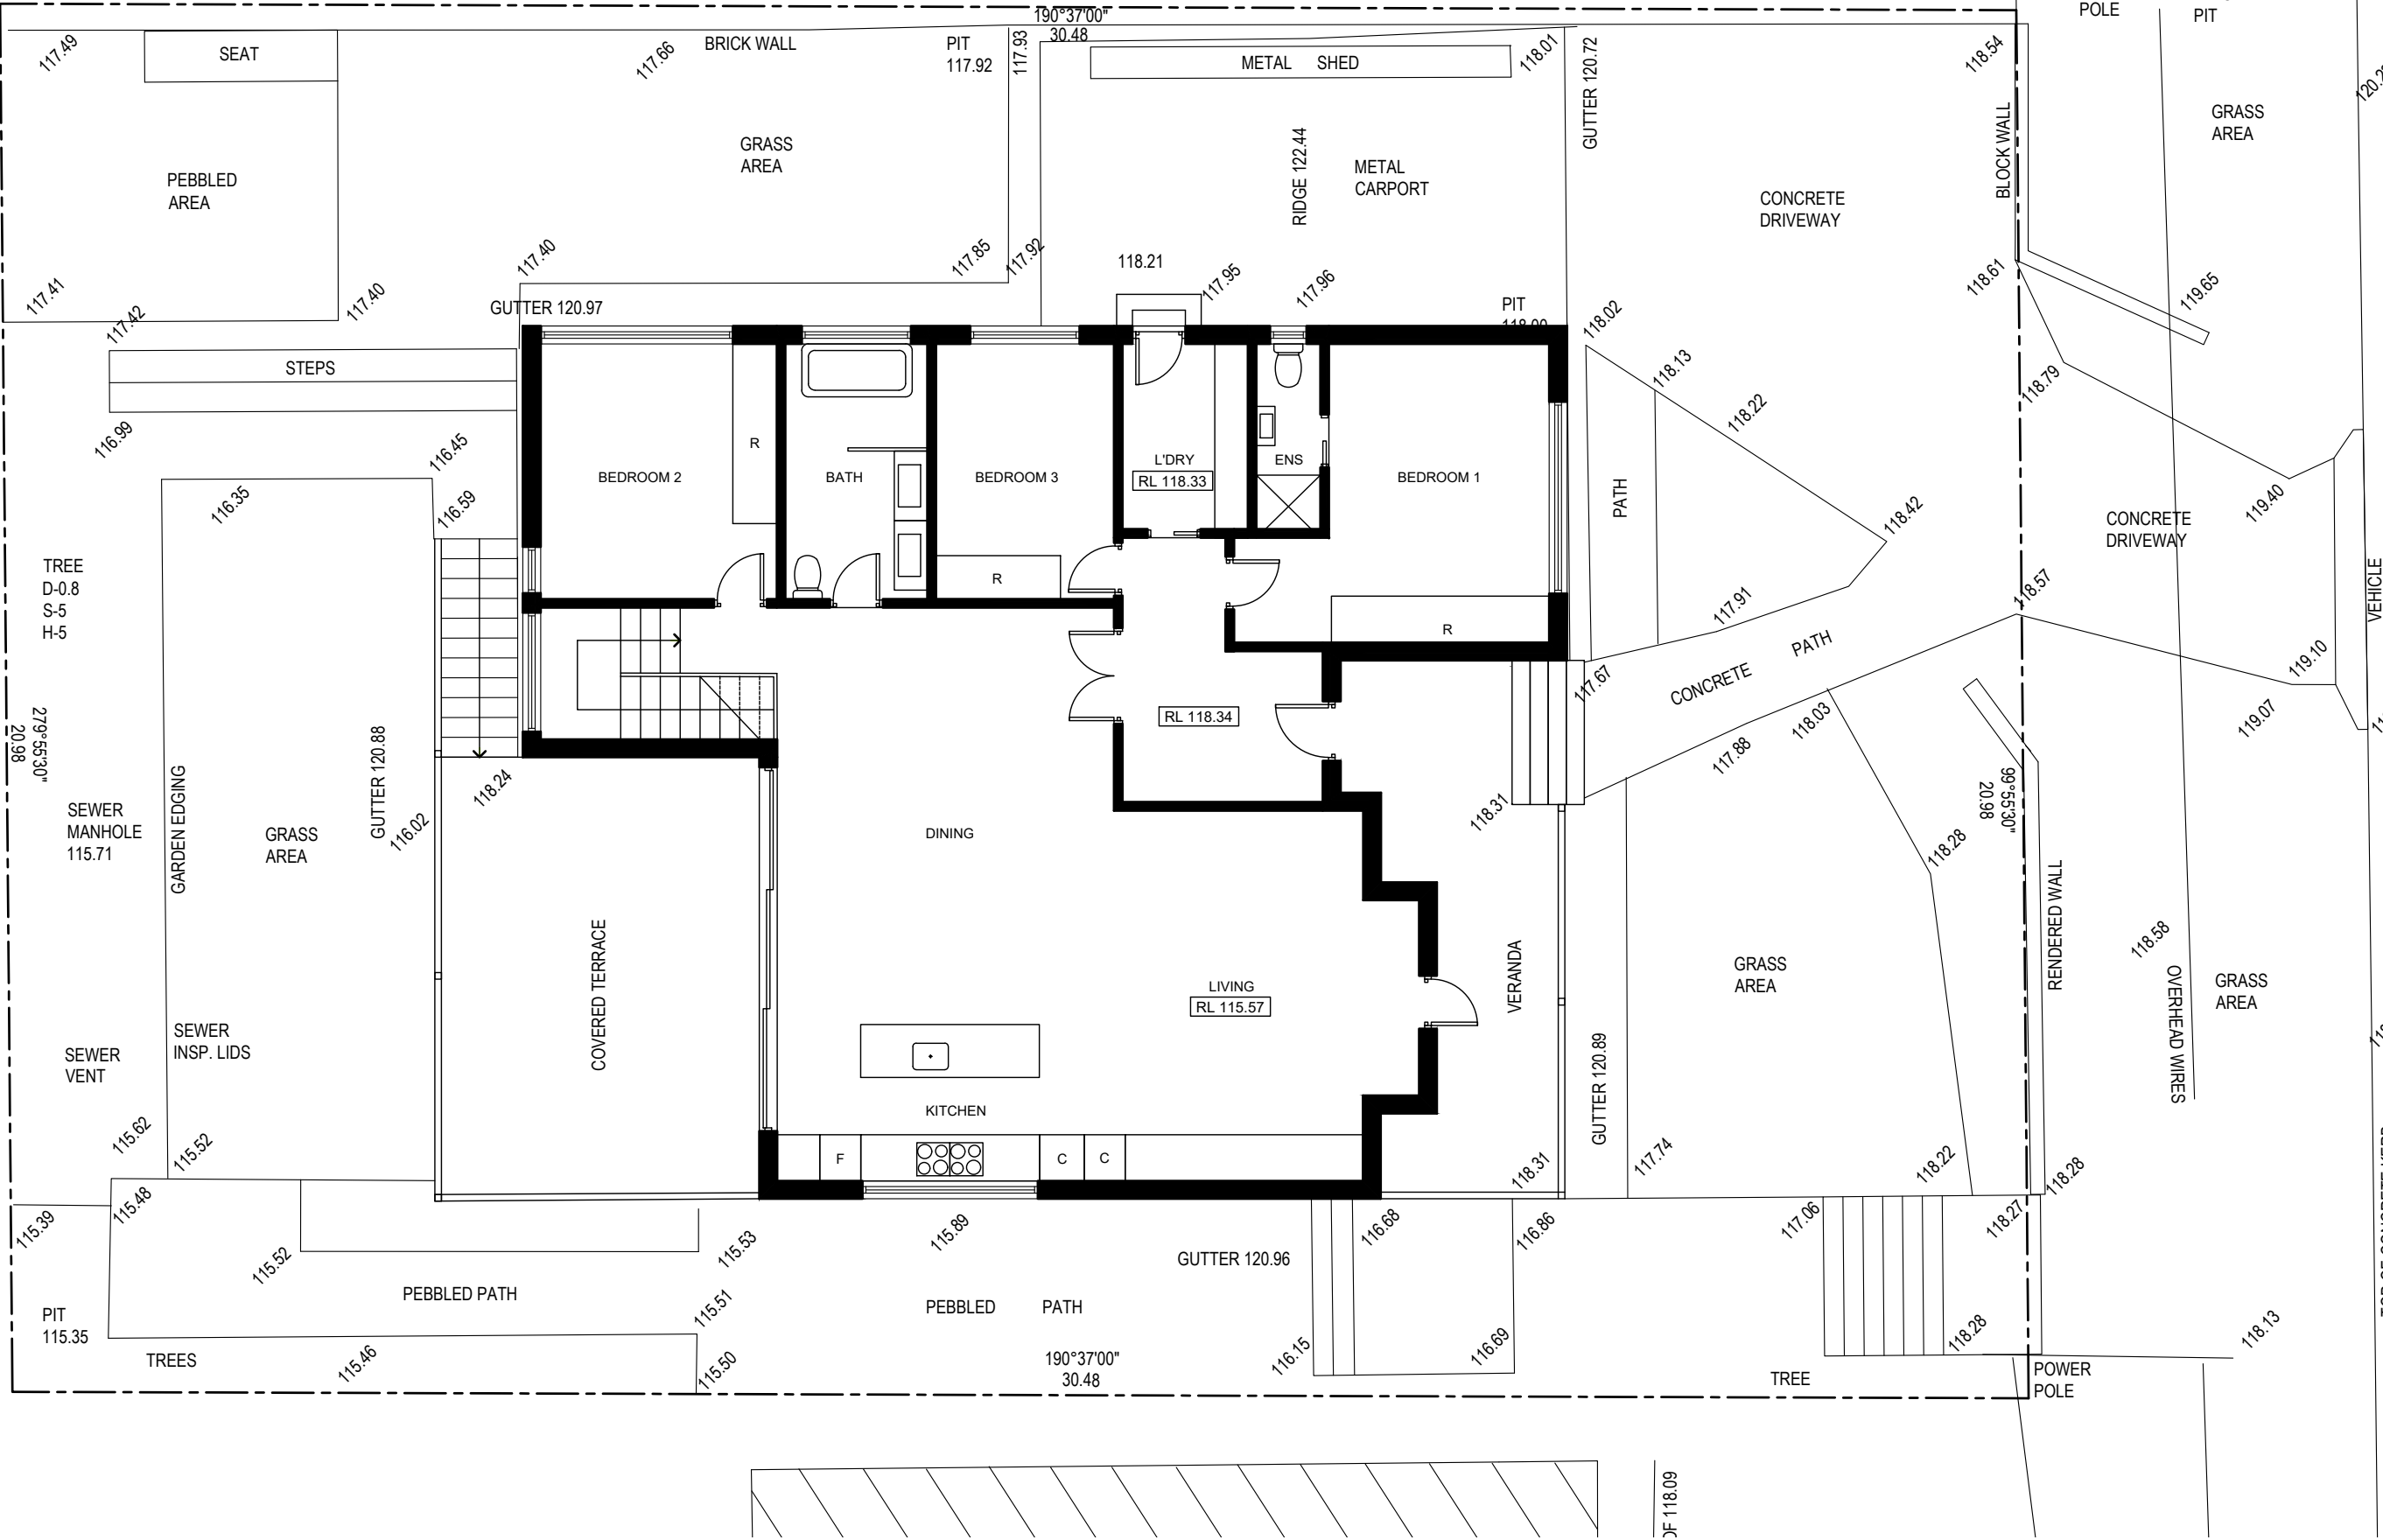 190°37'00"
30.48
POLE
PIT
117.49
SEAT
117.66
BRICK WALL
PIT
117.92
117.93
METAL SHED
118.01
GUTTER 120.72
118.54
GRASS
AREA
PEBBLED
AREA
GRASS
AREA
RIDGE 122.44
METAL
CARPORT
CONCRETE
DRIVEWAY
BLOCK WALL
117.41
117.42
117.40
117.40
GUTTER 120.97
117.85
117.92
118.21
117.95
117.96
PIT
118.00
118.02
118.61
119.65
STEPS
118.13
118.22
118.79
116.99
116.45
116.35
116.59
BEDROOM 2
R
BATH
BEDROOM 3
R
L'DRY
RL 118.33
ENS
BEDROOM 1
R
PATH
118.42
119.40
CONCRETE
DRIVEWAY
TREE
D-0.8
S-5
H-5
117.91
118.57
VEHICLE
CONCRETE PATH
117.67
119.10
119.07
279°55'30"
20.98
RL 118.34
118.03
117.88
SEWER
MANHOLE
115.71
GARDEN EDGING
GRASS
AREA
GUTTER 120.88
116.02
118.24
DINING
118.31
118.28
99°55'30"
20.98
RENDERED WALL
118.58
COVERED TERRACE
LIVING
RL 115.57
VERANDA
GRASS
AREA
OVERHEAD WIRES
GRASS
AREA
SEWER
VENT
SEWER
INSP. LIDS
KITCHEN
F
C
C
GUTTER 120.89
115.62
115.52
118.31
117.74
118.22
118.28
115.39
115.48
115.52
115.53
115.89
GUTTER 120.96
116.68
116.86
117.06
118.27
PEBBLED PATH
115.51
PEBBLED PATH
PIT
115.35
TREES
115.46
115.50
190°37'00"
30.48
116.15
116.69
TREE
118.28
118.13
POWER
POLE
118.09